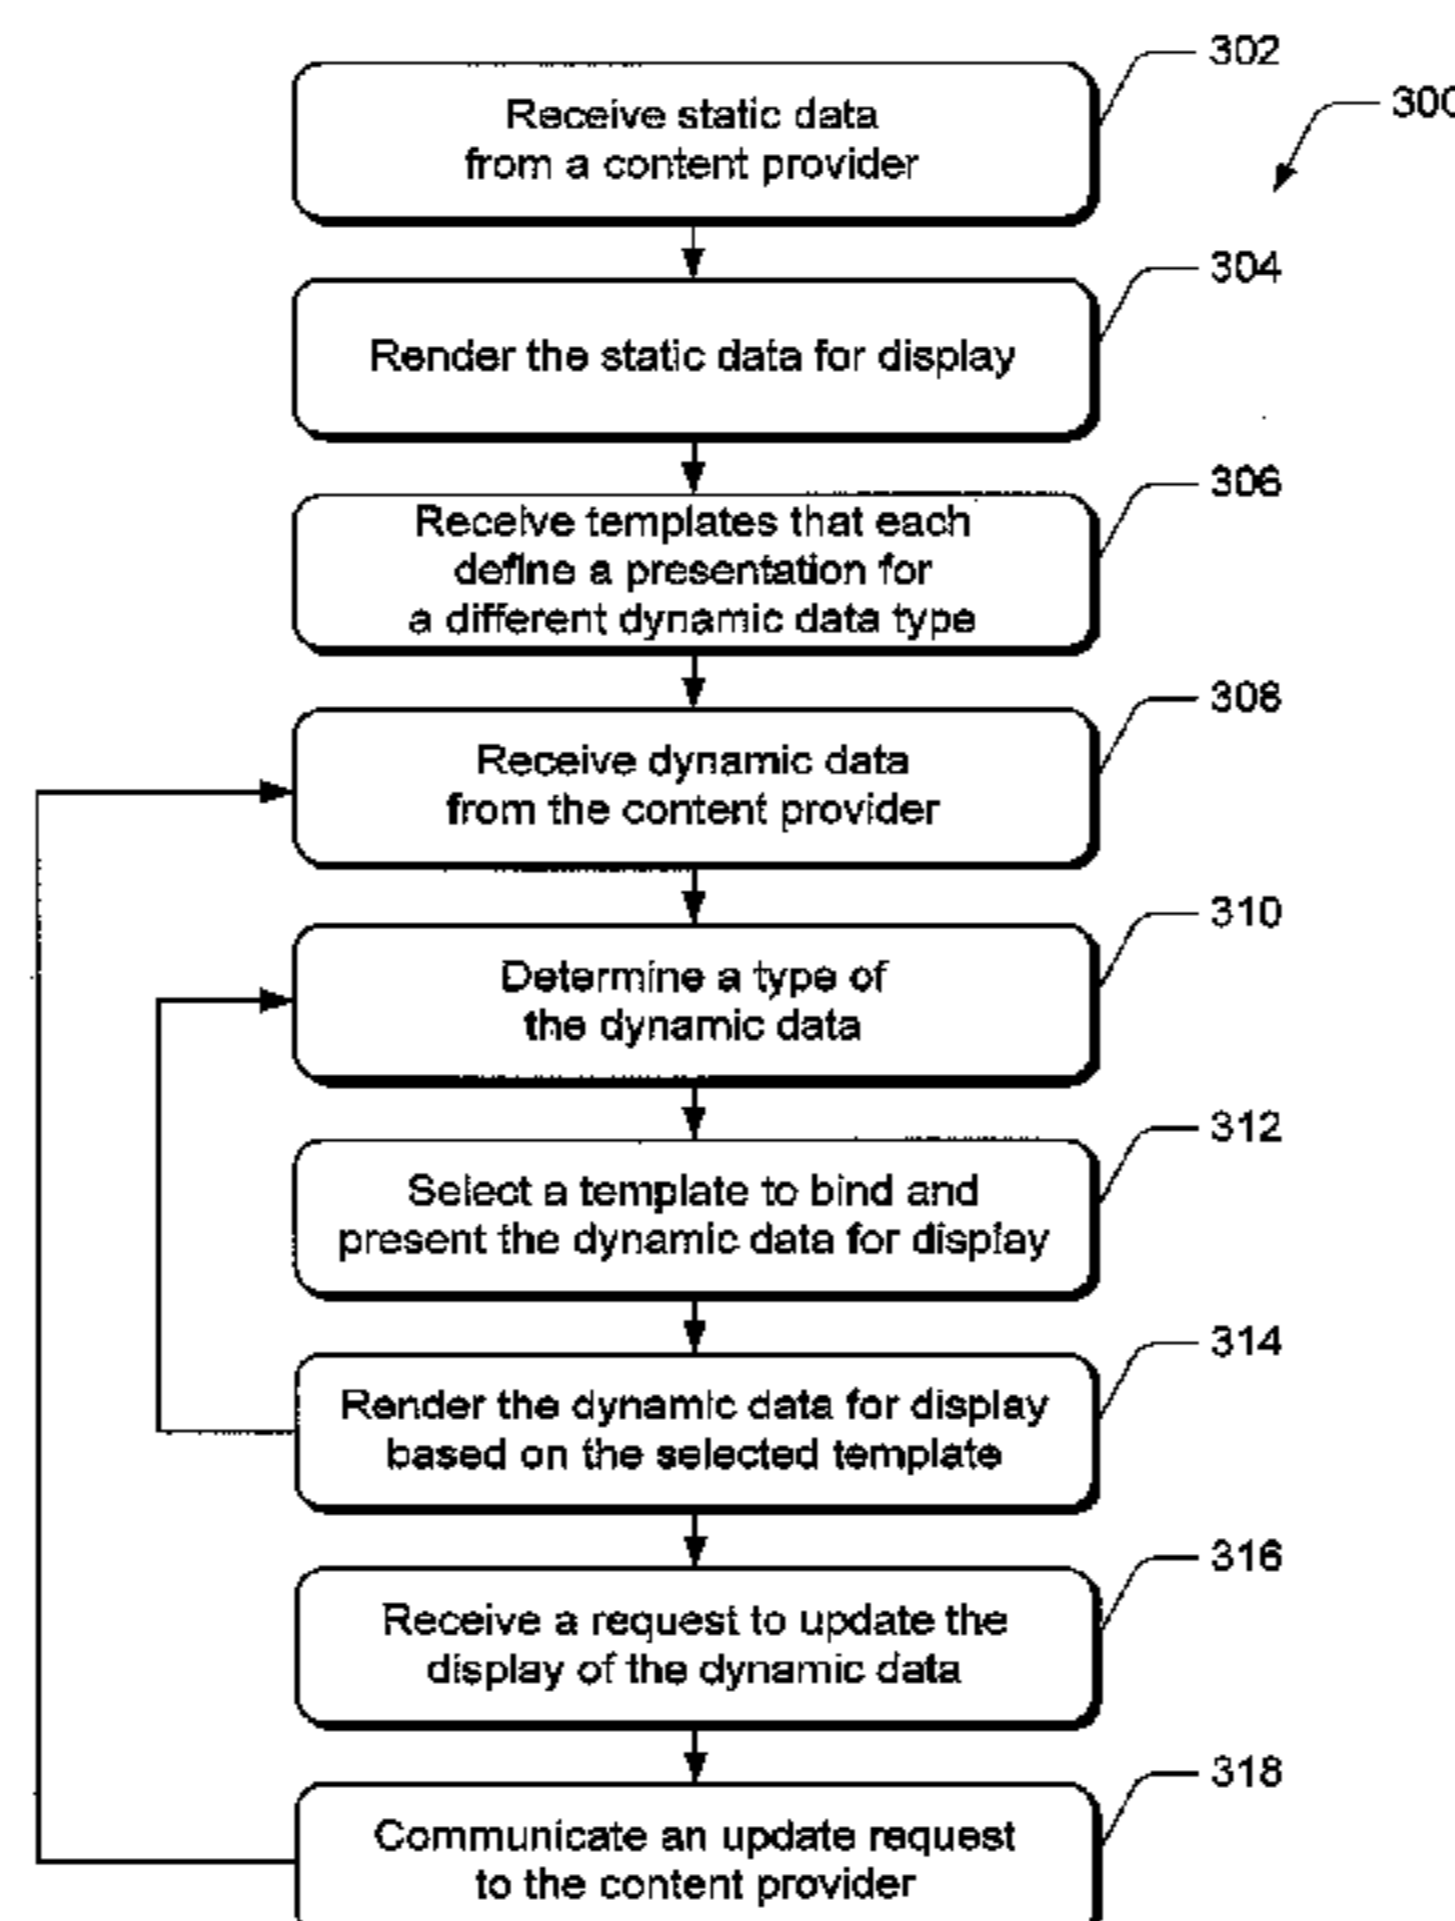 302
300
Receive static data
from a content provider
304
Render the static data for display
306
Receive templates that each
define a presentation for
a different dynamic data type
308
Receive dynamic data
from the content provider
310
Determine a type of
the dynamic data
312
Select a template to bind and
present the dynamic data for display
314
Render the dynamic data for display
based on the selected template
316
Receive a request to update the
display of the dynamic data
318
Communicate an update request
to the content provider